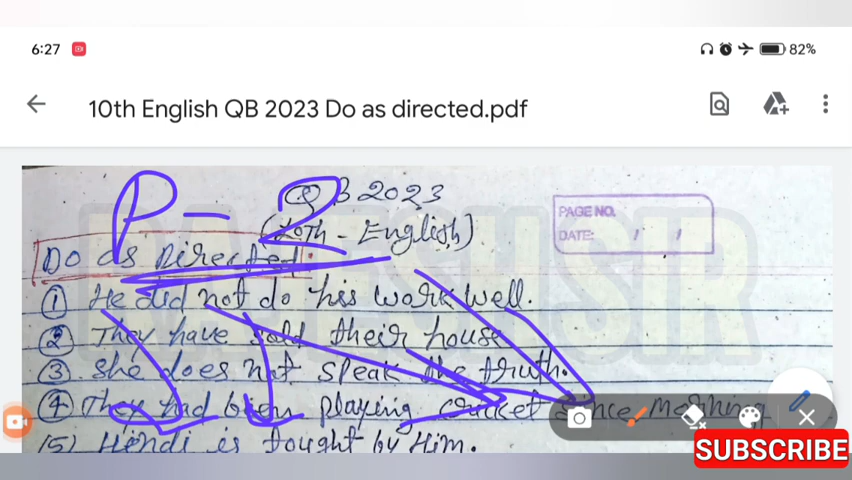 6:27
82%
10th English QB 2023 Do as directed.pdf
QB 2023
P-2
(10th - English)
PAGE NO.
DATE: / /
Do as Directed
① He did not do his work well.
② They have sold their house
③ She does not speak the truth.
④ They had been playing cricket since morning
(5) Hindi is tought by Him.
SUBSCRIBE